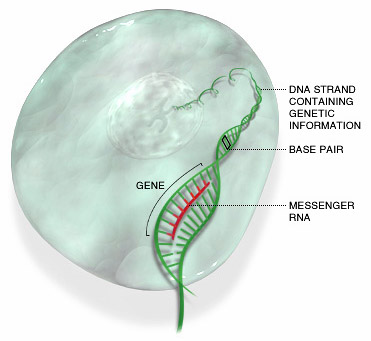 DNA STRAND
CONTAINING
GENETIC
INFORMATION
BASE PAIR
GENE
MESSENGER
RNA